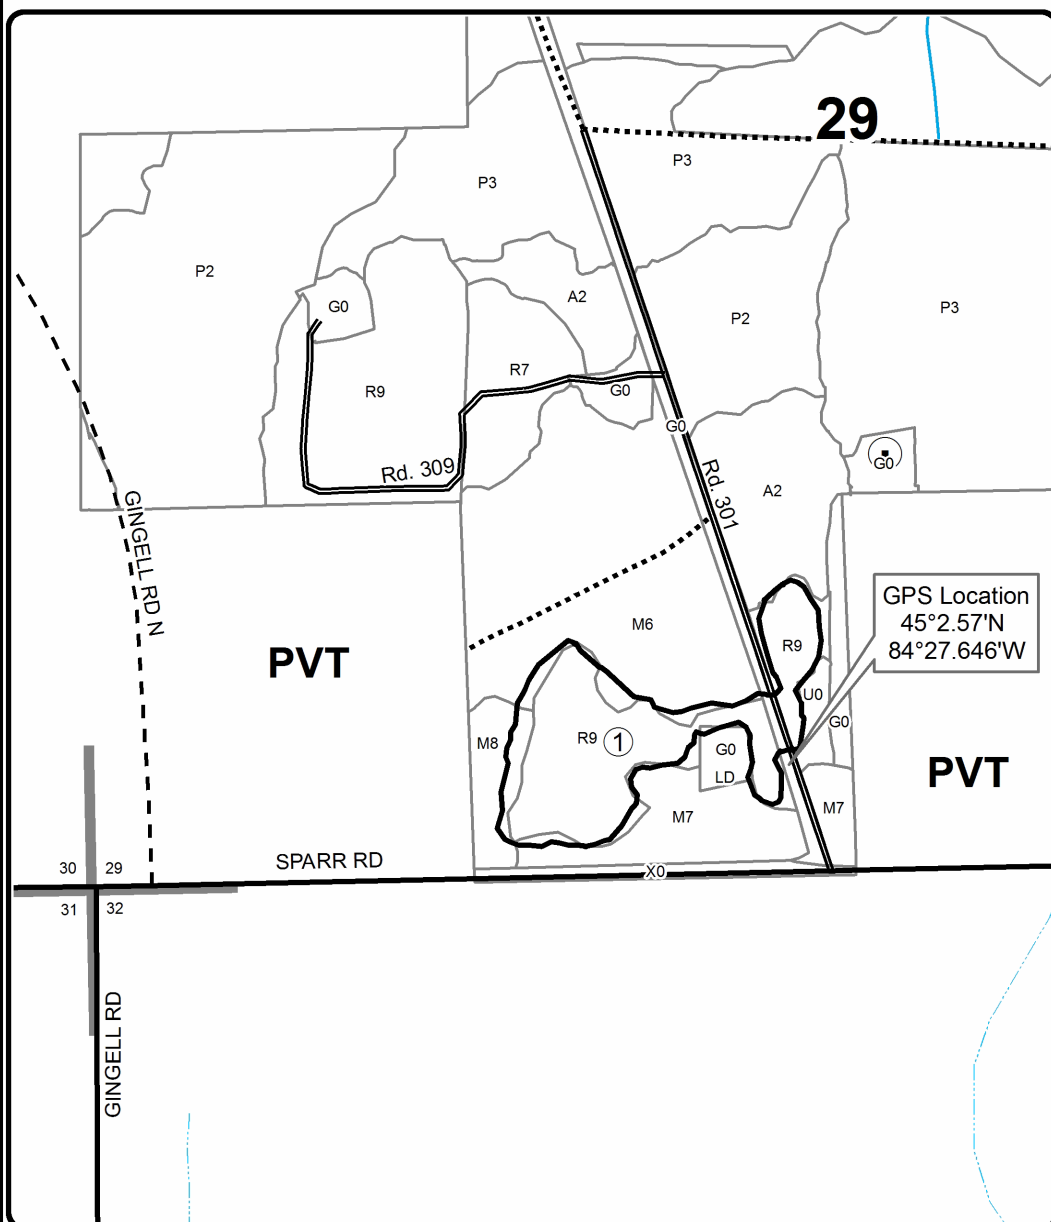 29
P3
P3
P2
A2
G0
P2
P3
R7
R9
G0
G0
G0
Rd. 309
Rd. 301
A2
GINGELL RD N
GPS Location
45°2.57'N
84°27.646'W
M6
R9
PVT
U0
G0
M8
R9
1
G0
LD
PVT
M7
M7
SPARR RD
X0
30
29
31
32
GINGELL RD